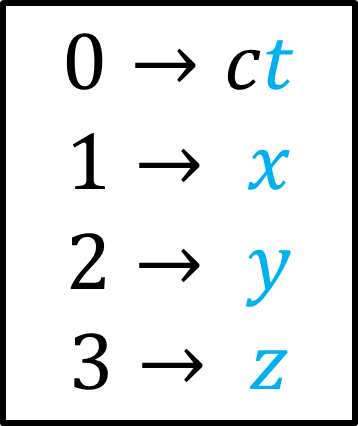 0 → ct
1 → x
2 → y
3 → z